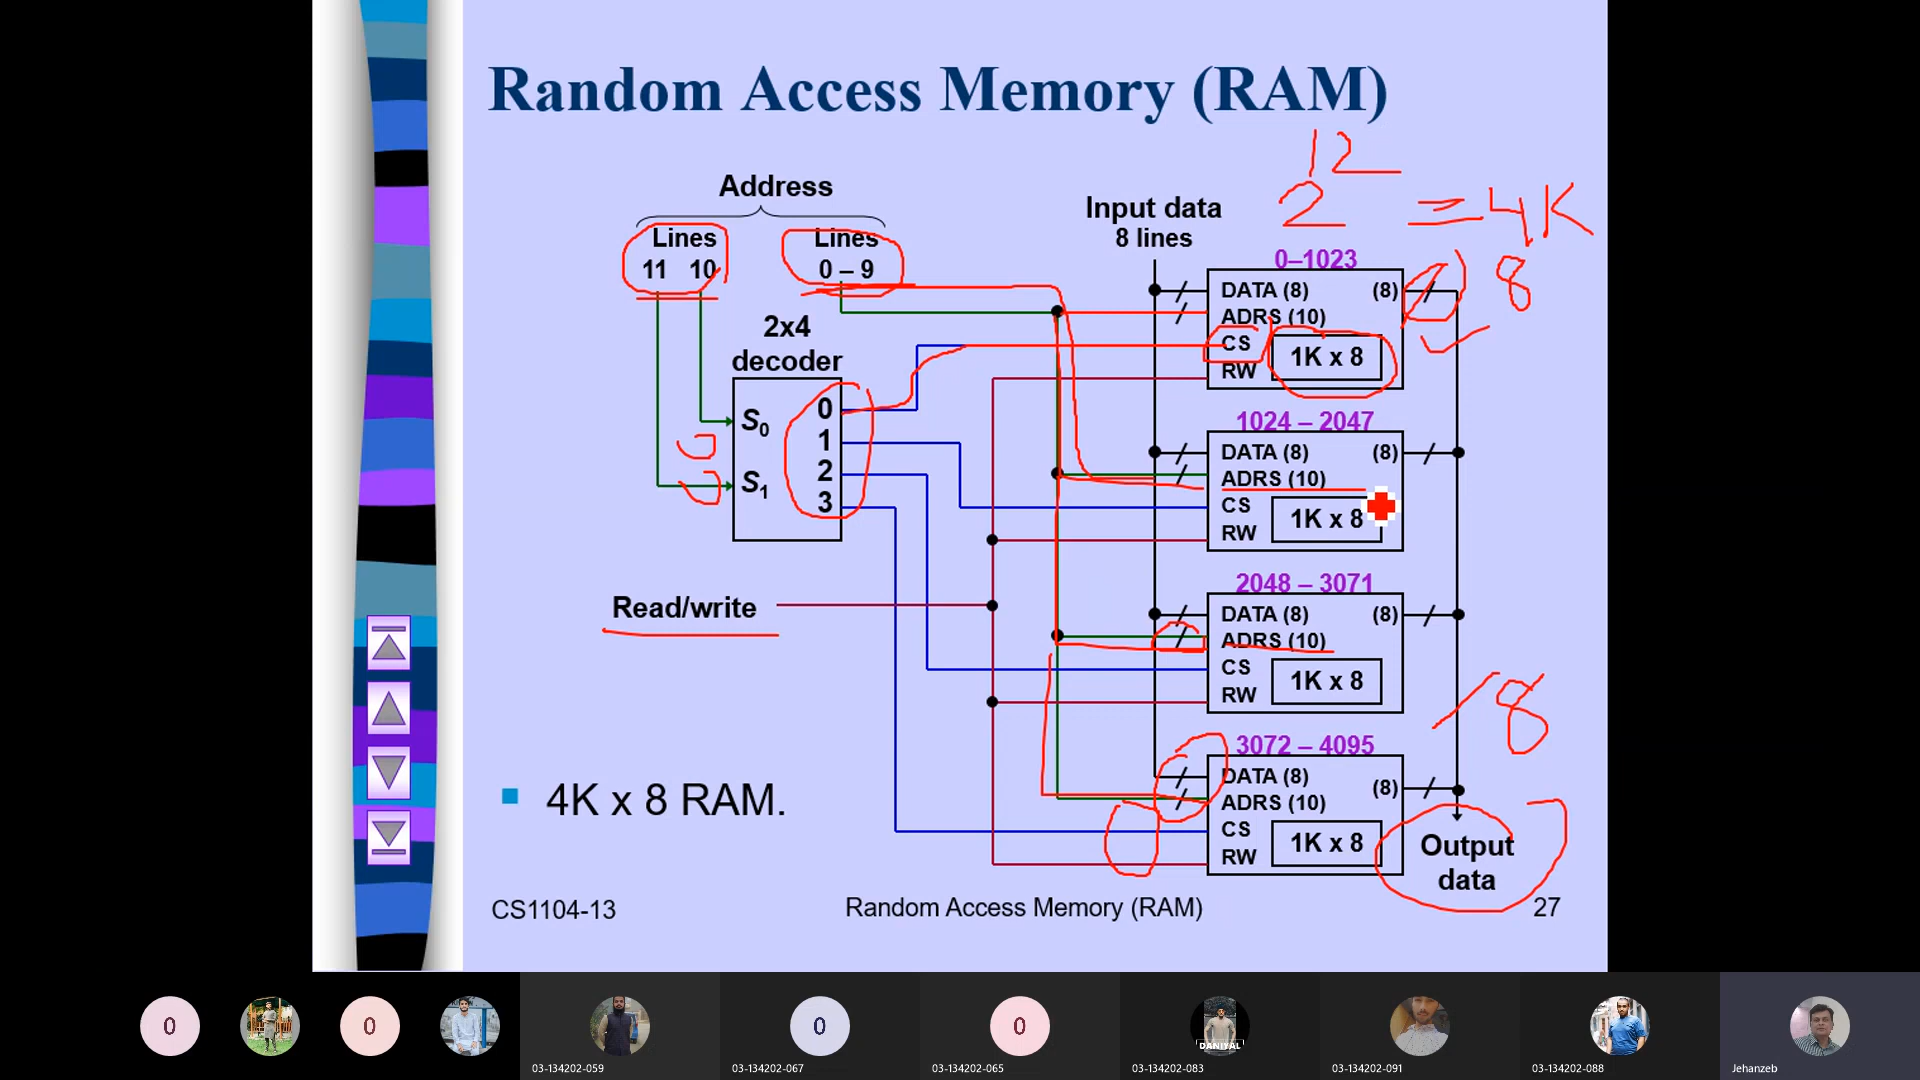 Random Access Memory (RAM)
12
2 = 4K
Address
Lines
11 10
Lines
0 – 9
Input data
8 lines
2x4
decoder
S0
S1
0
1
2
3
0–1023
DATA (8) (8)
ADRS (10)
CS
RW
1K x 8
8
1024 – 2047
DATA (8) (8)
ADRS (10)
CS
RW
1K x 8
Read/write
2048 – 3071
DATA (8) (8)
ADRS (10)
CS
RW
1K x 8
8
3072 – 4095
DATA (8) (8)
ADRS (10)
CS
RW
1K x 8
Output
data
4K x 8 RAM.
CS1104-13
Random Access Memory (RAM)
27
0
0
0
0
DANIYAL
03-134202-059
03-134202-067
03-134202-065
03-134202-083
03-134202-091
03-134202-088
Jehanzeb